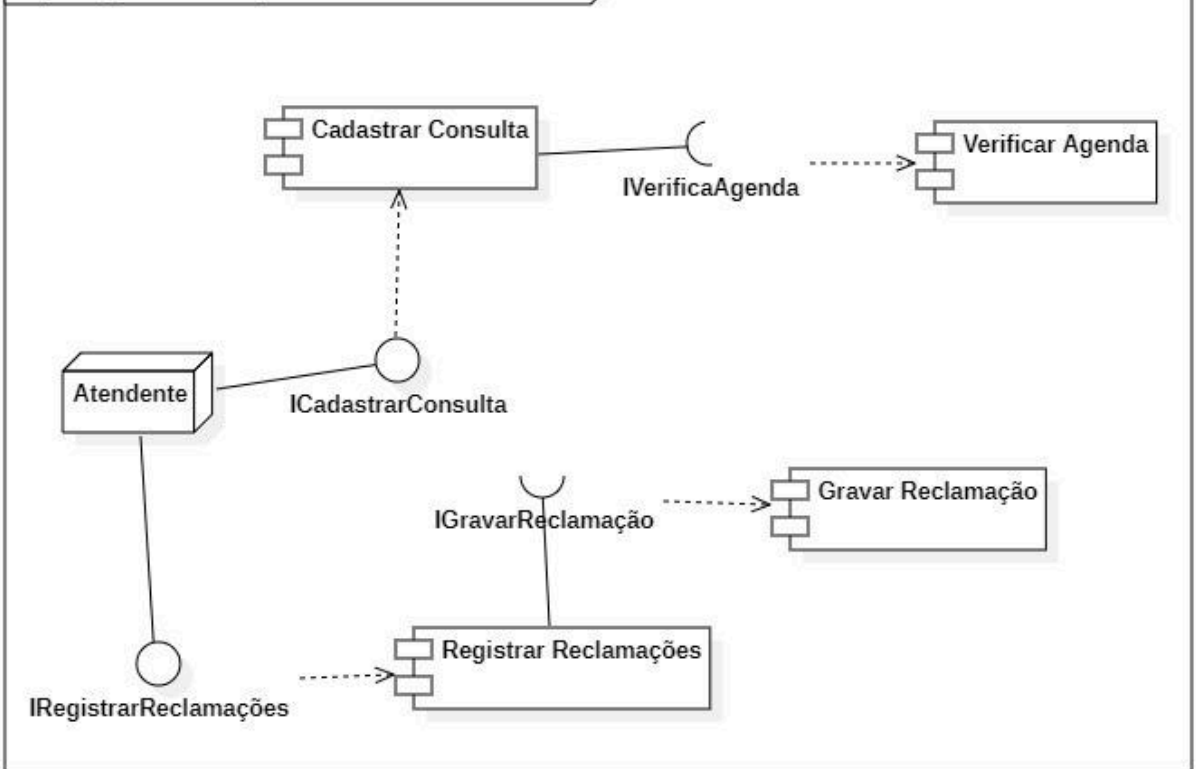 Cadastrar Consulta
Verificar Agenda
IVerificaAgenda
Atendente
ICadastrarConsulta
Gravar Reclamação
IGravarReclamação
Registrar Reclamações
IRegistrarReclamações